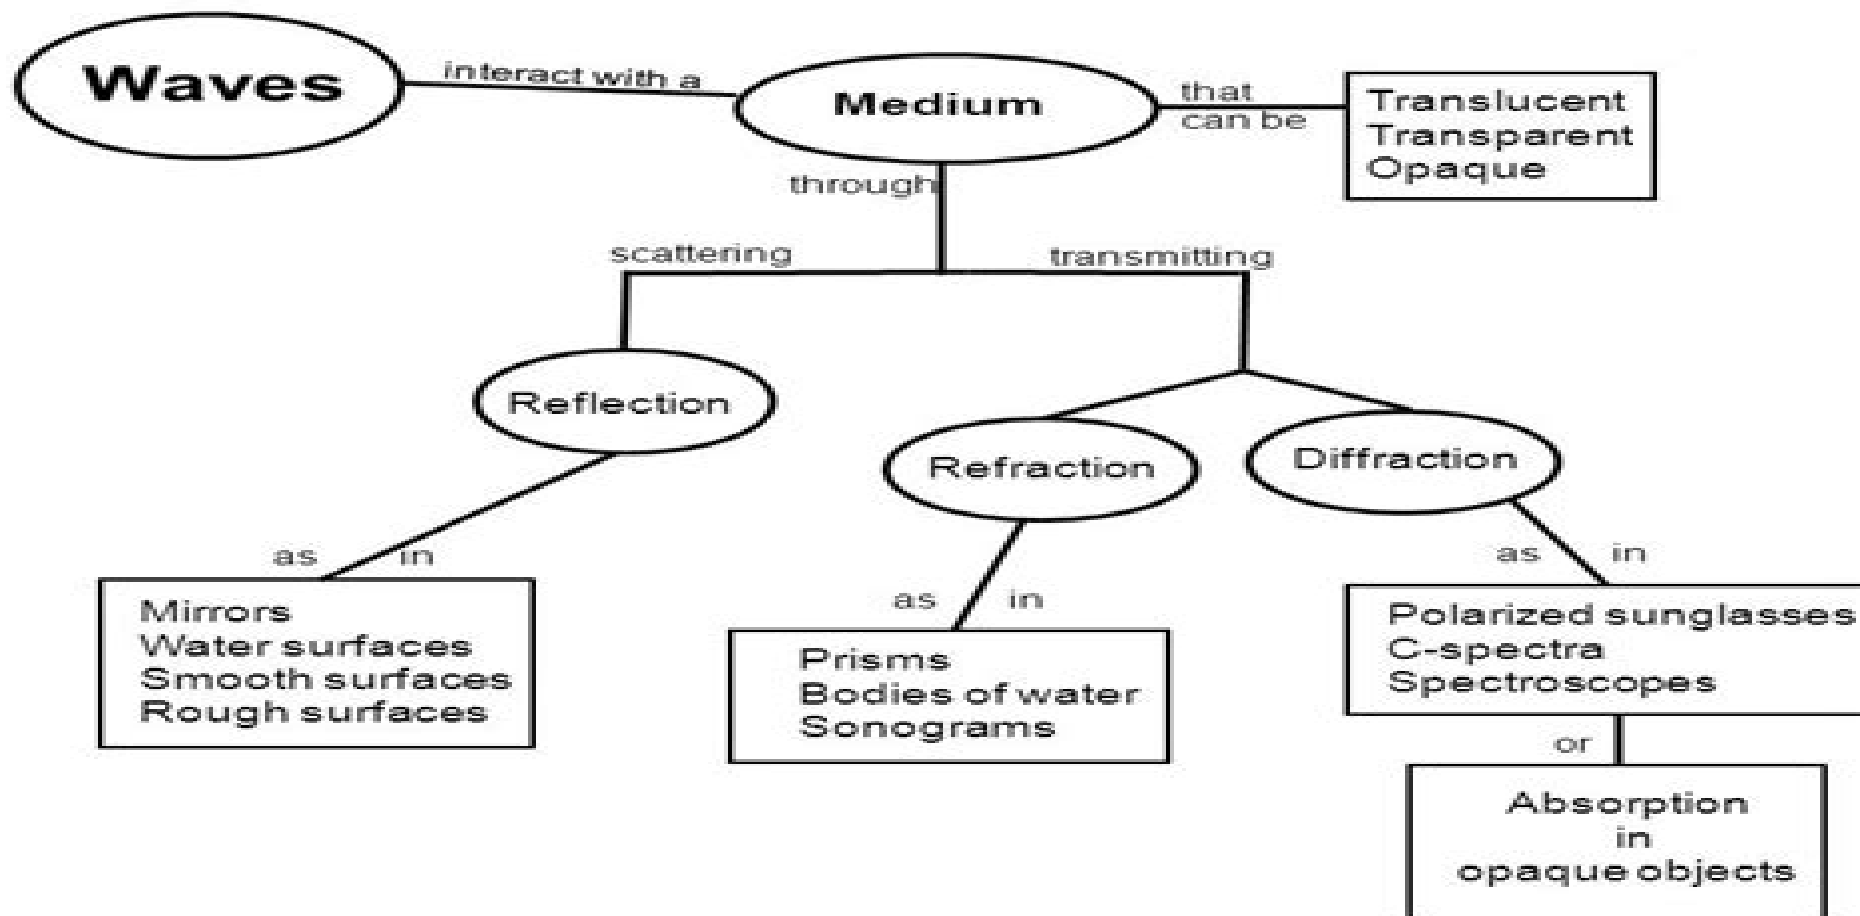 Waves
interact with a
Medium
that
can be
Translucent
Transparent
Opaque
through
scattering
transmitting
Reflection
Refraction
Diffraction
as in
Mirrors
Water surfaces
Smooth surfaces
Rough surfaces
as in
Prisms
Bodies of water
Sonograms
as in
Polarized sunglasses
C-spectra
Spectroscopes
or
Absorption
in
opaque objects